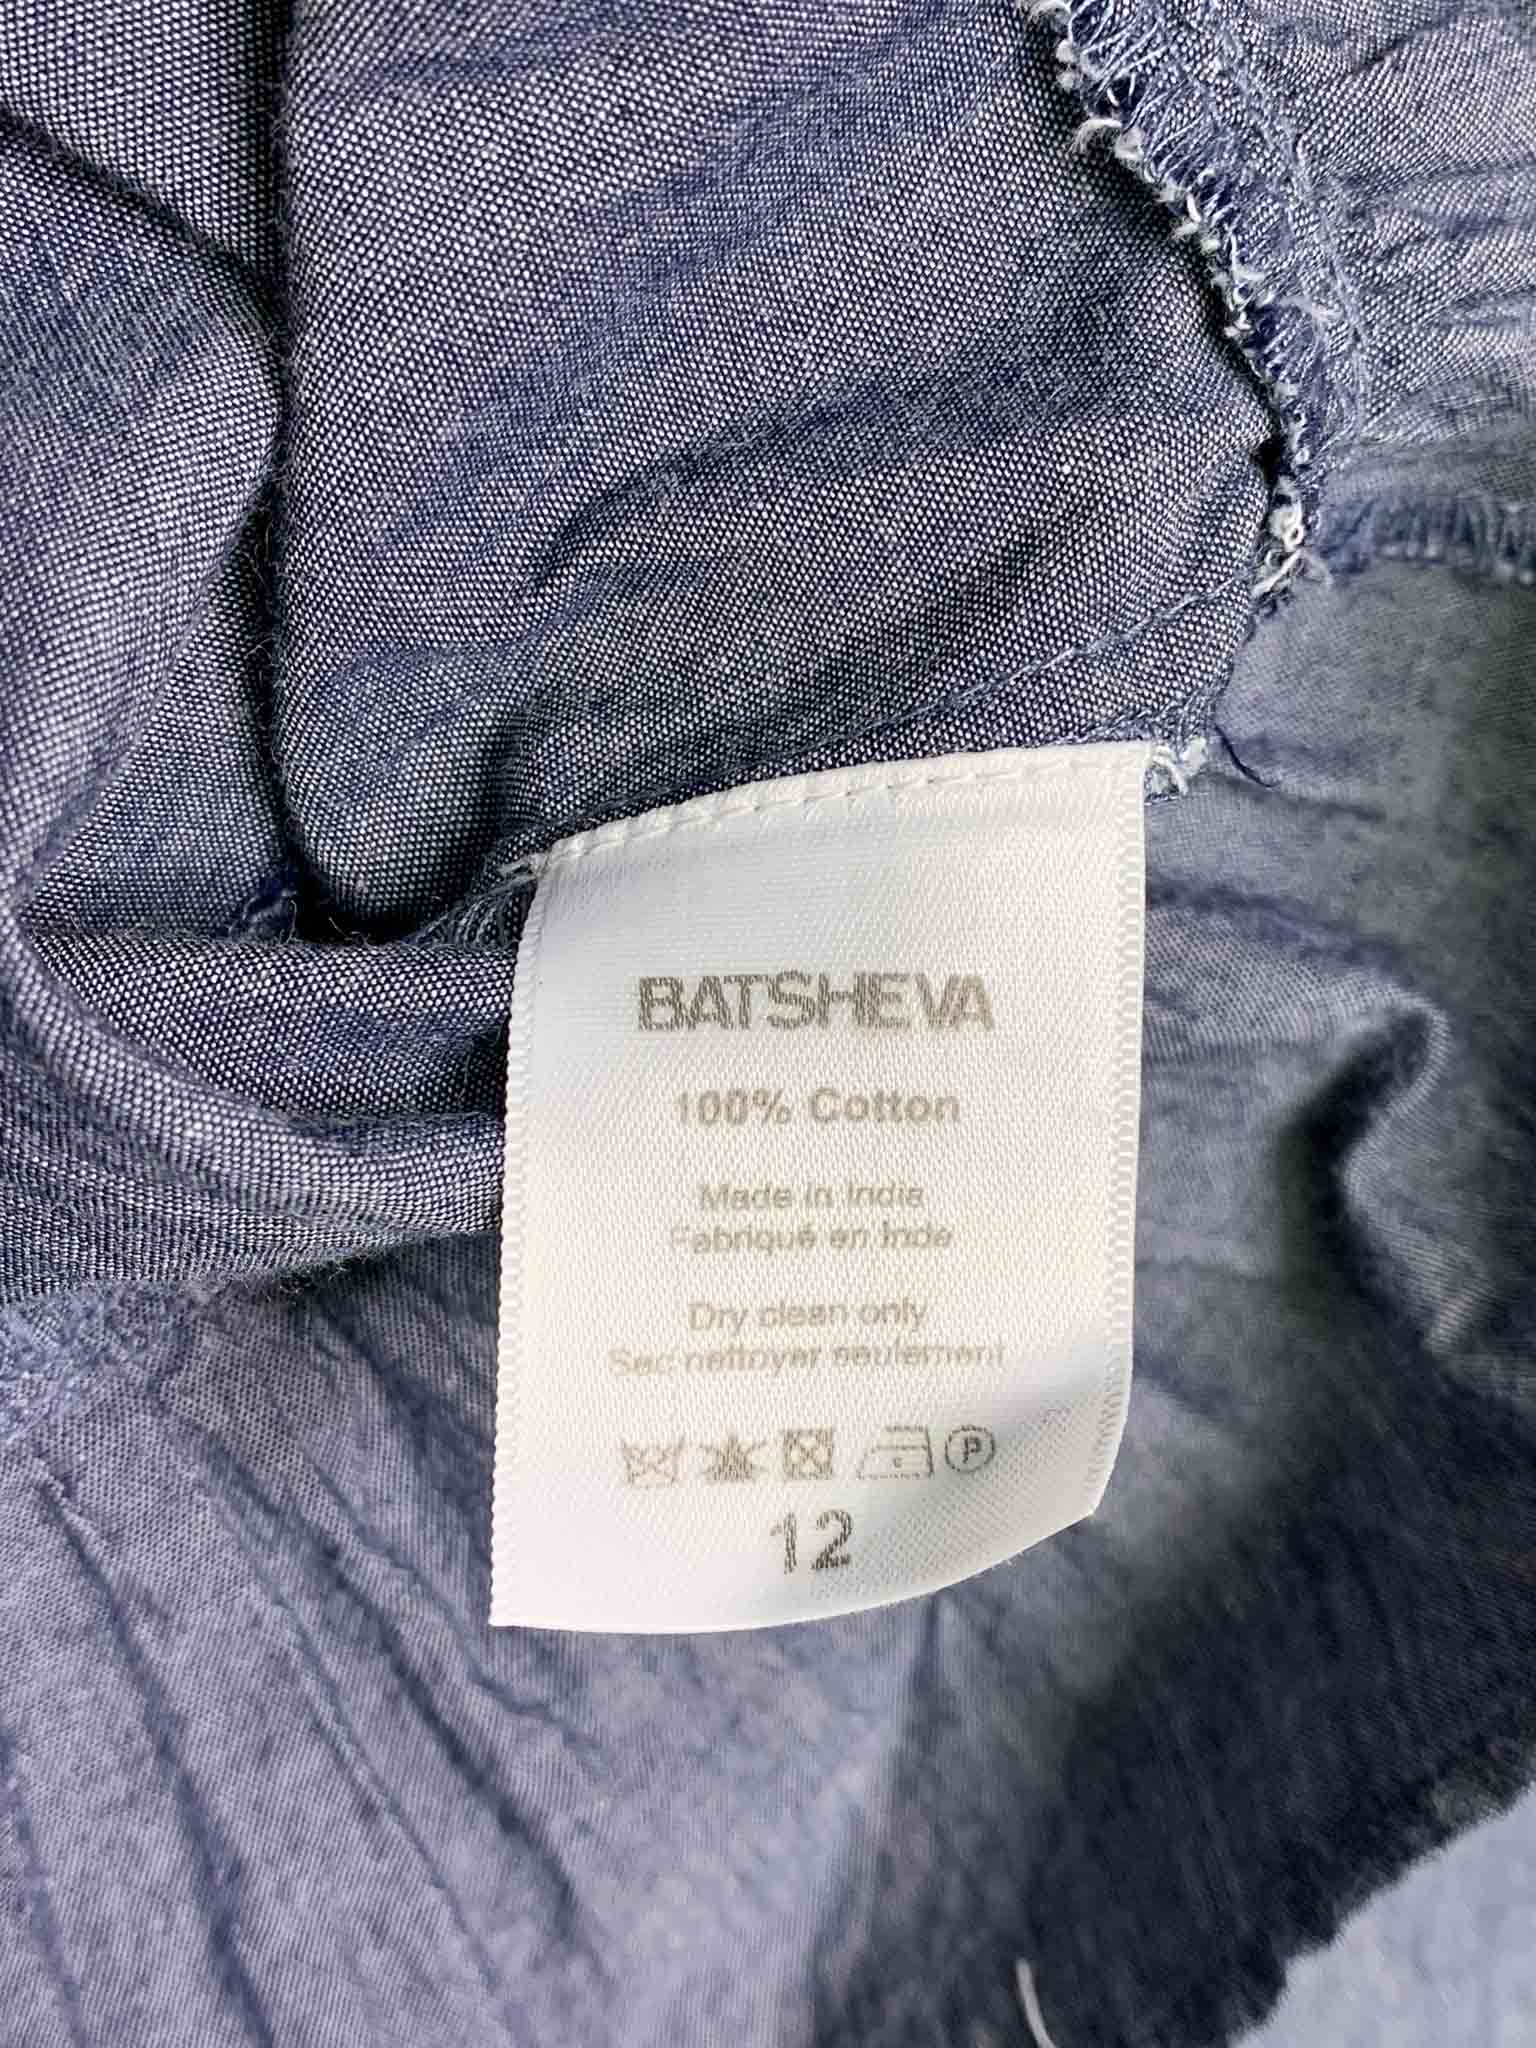 BATSHEVA
100% Cotton
Made in India
Fabriqué en Inde
Dry clean only
Sec nettoyer seulement
P
12